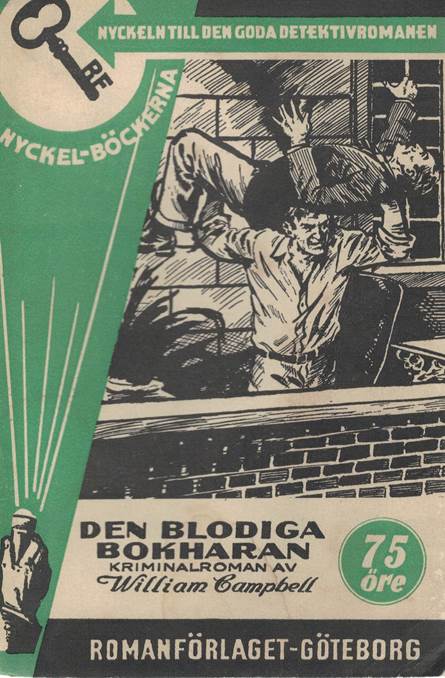 NYCKELN TILL DEN GODA DETEKTIVROMANEN
RF
NYCKEL-BÖCKERNA
DEN BLODIGA
BOKHARAN
KRIMINALROMAN AV
William Campbell
75
öre
ROMANFÖRLAGET-GÖTEBORG